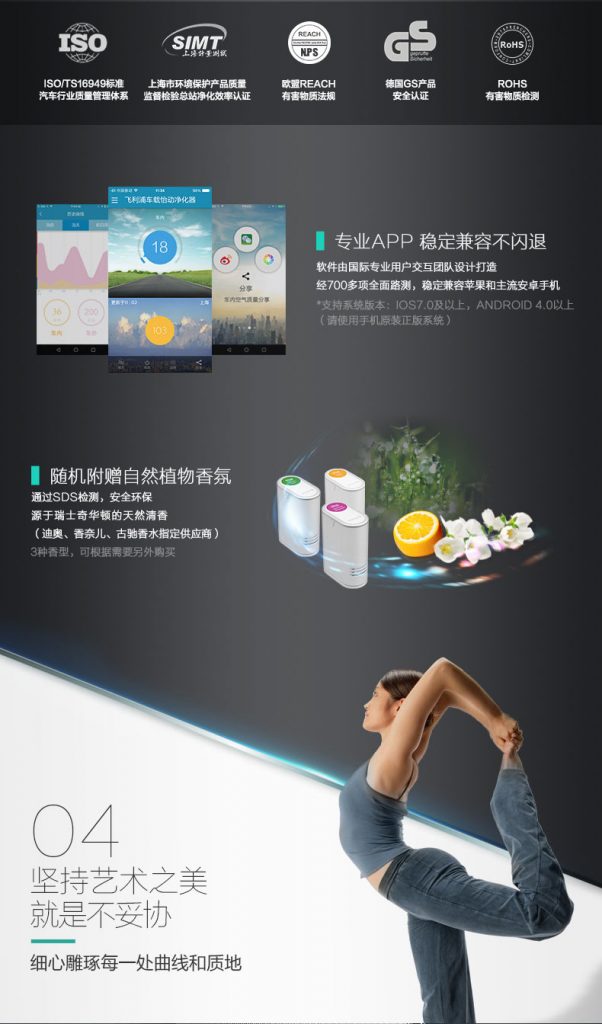 ISO
SIMT
上海计量测试
REACH
NPS
GS
geprüfte
Sicherheit
RoHS
ISO/TS16949标准
汽车行业质量管理体系
上海市环境保护产品质量
监督检验总站净化效率认证
欧盟REACH
有害物质法规
德国GS产品
安全认证
ROHS
有害物质检测
飞利浦车载怡动净化器
车内
18
上海
103
历史曲线
36
车内
200
分享
车内空气质量分享
专业APP 稳定兼容不闪退
软件由国际专业用户交互团队设计打造
经700多项全面路测，稳定兼容苹果和主流安卓手机
*支持系统版本：IOS7.0及以上，ANDROID 4.0以上
（请使用手机原装正版系统）
随机附赠自然植物香氛
通过SDS检测，安全环保
源于瑞士奇华顿的天然清香
（迪奥、香奈儿、古驰香水指定供应商）
3种香型，可根据需要另外购买
04
坚持艺术之美
就是不妥协
细心雕琢每一处曲线和质地